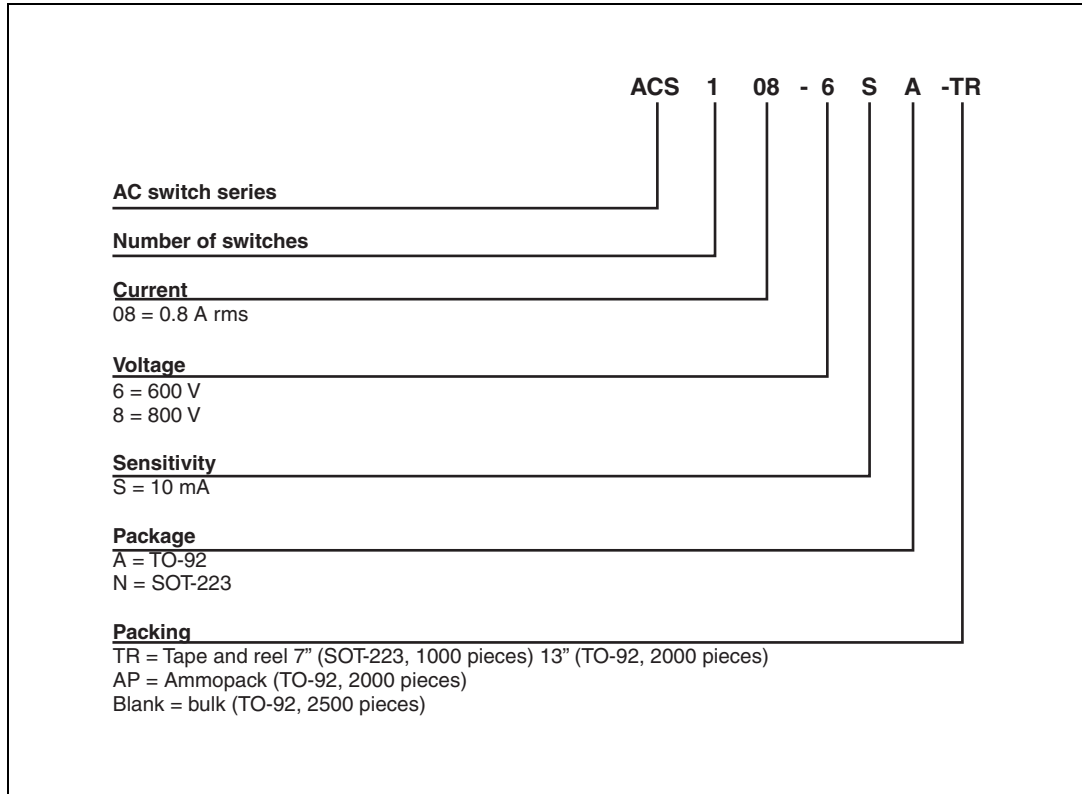 ACS 1 08 - 6 S A -TR
AC switch series
Number of switches
Current
08 = 0.8 A rms
Voltage
6 = 600 V
8 = 800 V
Sensitivity
S = 10 mA
Package
A = TO-92
N = SOT-223
Packing
TR = Tape and reel 7” (SOT-223, 1000 pieces) 13” (TO-92, 2000 pieces)
AP = Ammopack (TO-92, 2000 pieces)
Blank = bulk (TO-92, 2500 pieces)